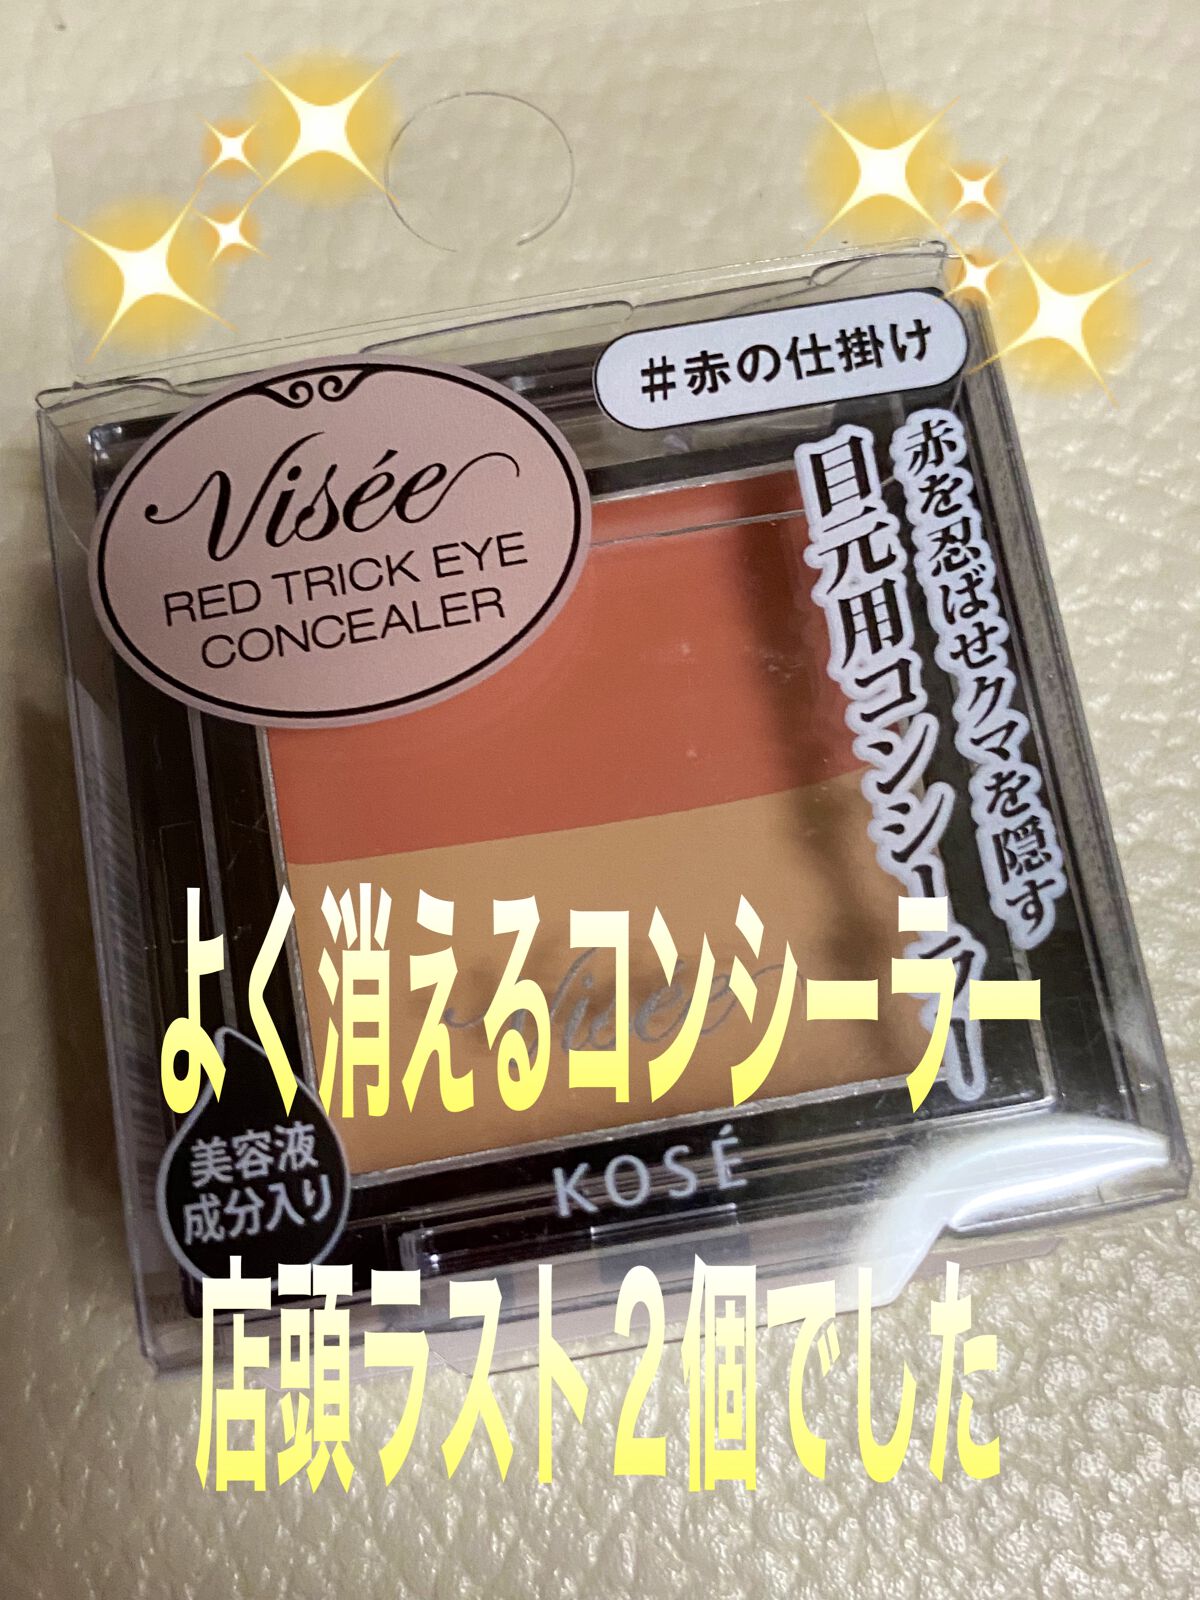 #赤の仕掛け
Visée
RED TRICK EYE
CONCEALER
赤を忍ばせクマを隠す
目元用コンシーラー
Visée
よく消えるコンシーラー
美容液
成分入り
KOSÉ
店頭ラスト2個でした